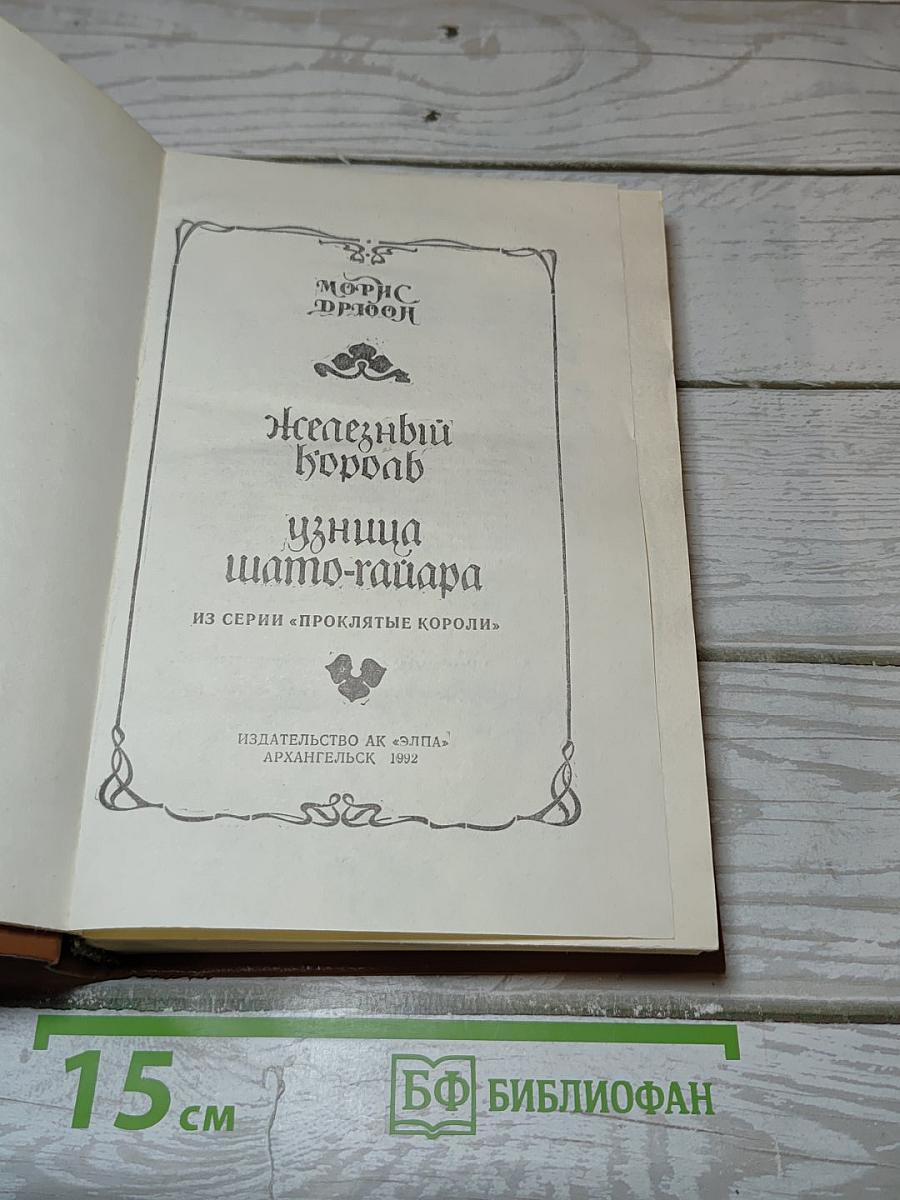 МОРИС
ДРЮОН
железный
король
узница
шато-гайара
ИЗ СЕРИИ «ПРОКЛЯТЫЕ КОРОЛИ»
ИЗДАТЕЛЬСТВО АК «ЭЛПА»
АРХАНГЕЛЬСК 1992
15 см
БФ БИБЛИОФАН